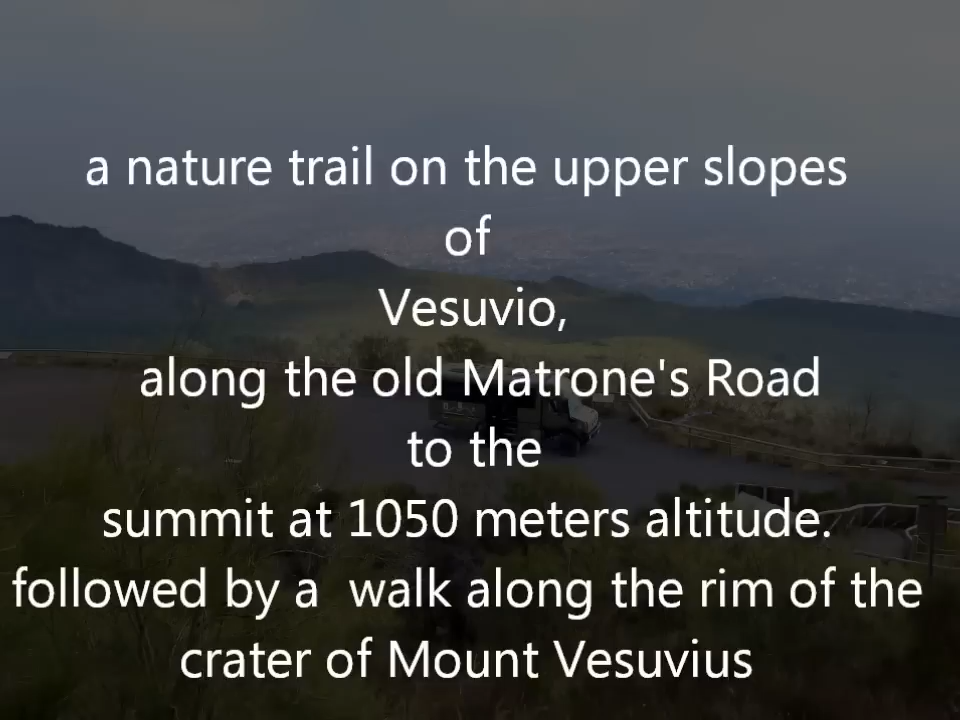 a nature trail on the upper slopes
of
Vesuvio,
along the old Matrone's Road
to the
summit at 1050 meters altitude.
followed by a  walk along the rim of the
crater of Mount Vesuvius